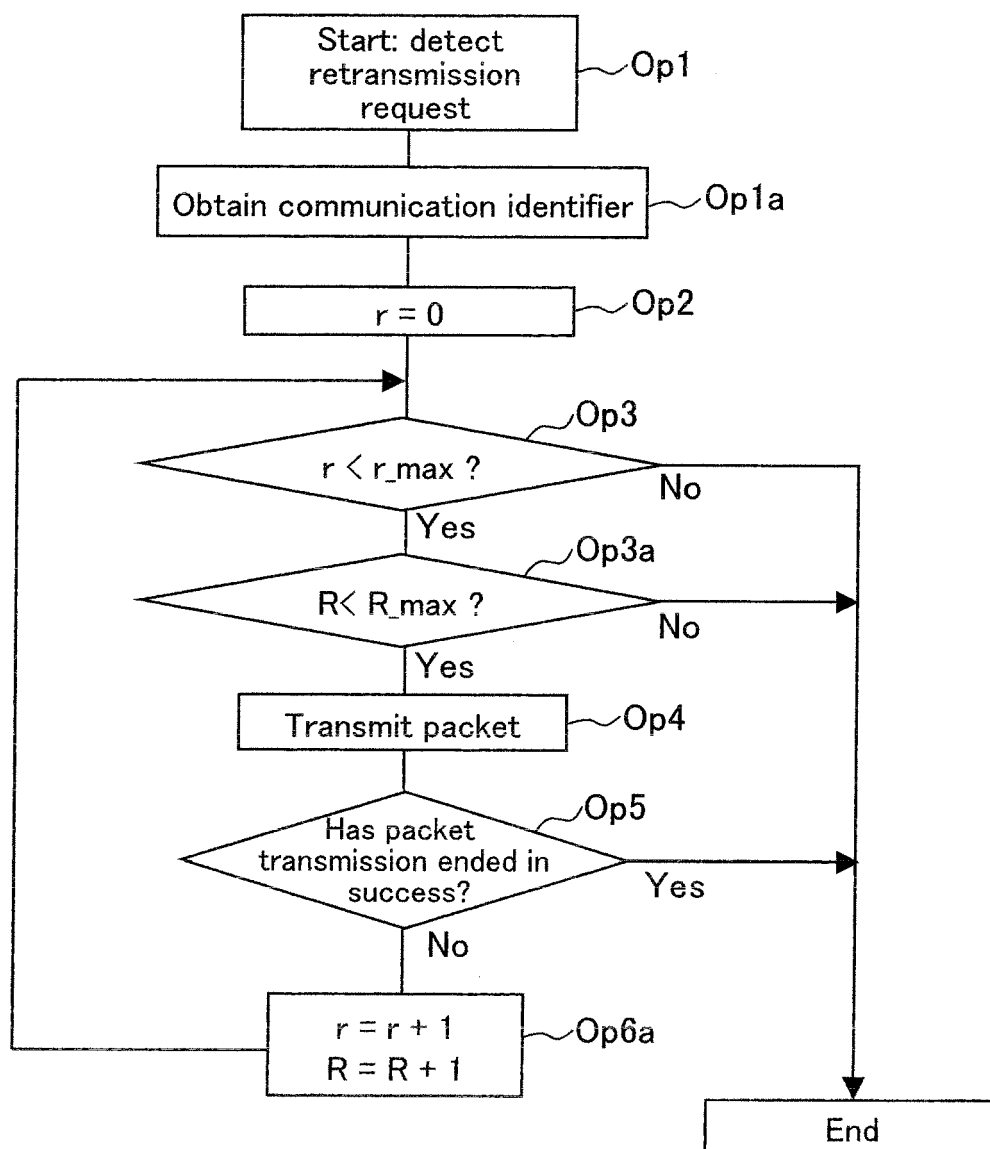 Start: detect
retransmission
request
Op1
Obtain communication identifier
Op1a
r = 0
Op2
Op3
r < r_max ?
No
Yes
Op3a
R< R_max ?
No
Yes
Transmit packet
Op4
Op5
Has packet
transmission ended in
success?
Yes
No
r = r + 1
R = R + 1
Op6a
End